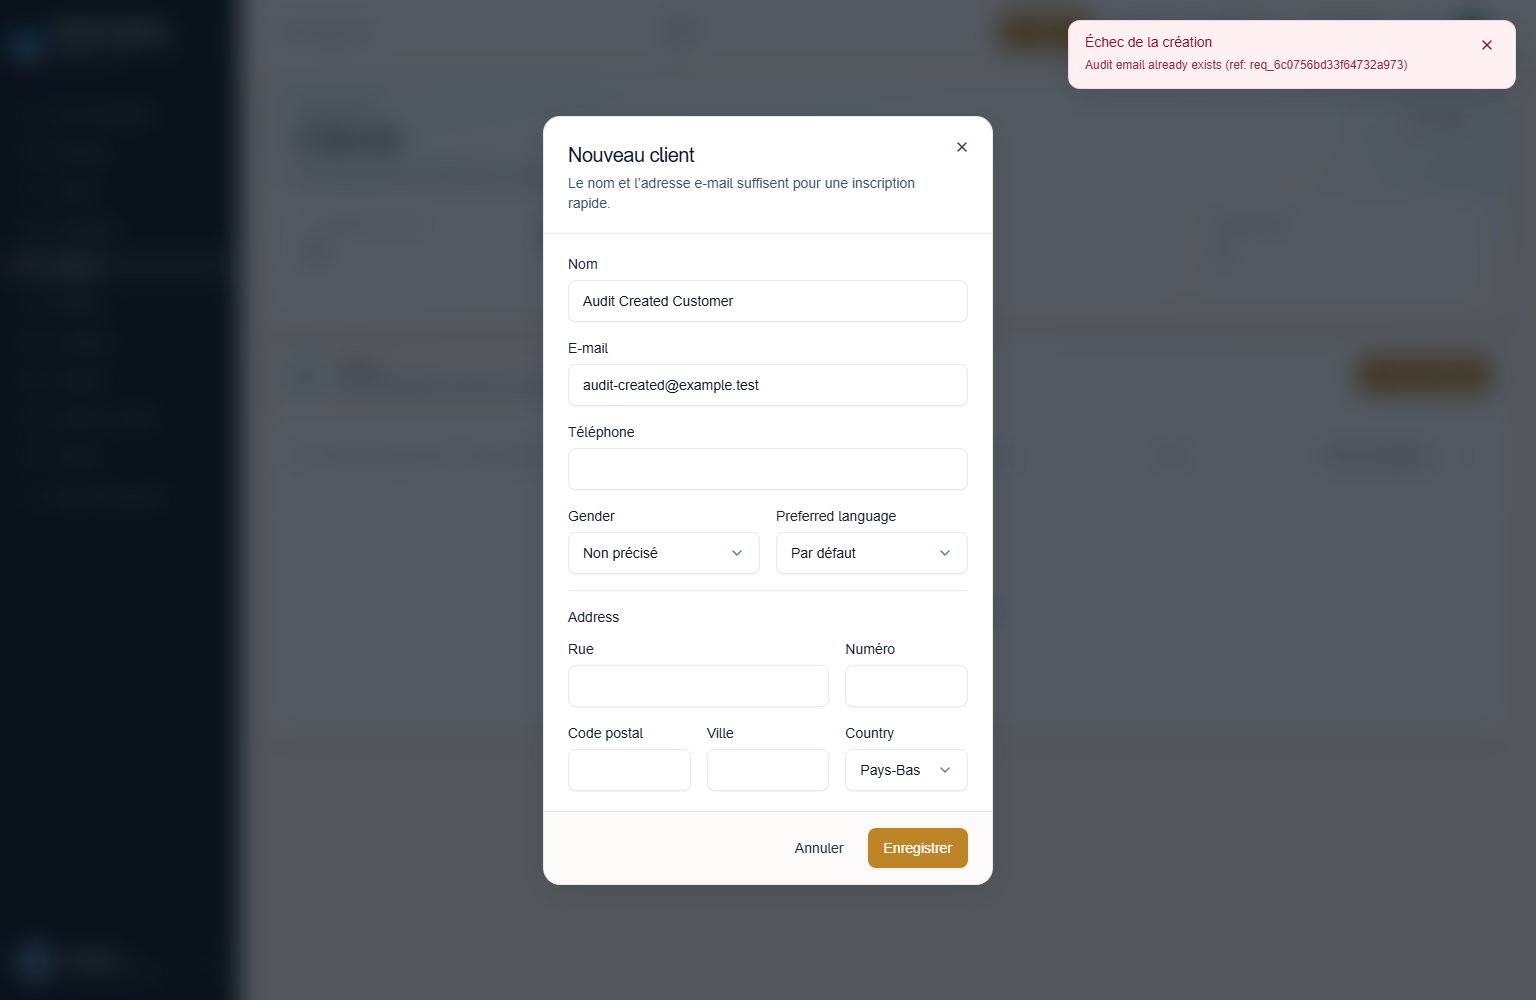 Échec de la création
Audit email already exists (ref: req_6c0756bd33f64732a973)
Nouveau client
Le nom et l’adresse e-mail suffisent pour une inscription
rapide.
Nom
Audit Created Customer
E-mail
audit-created@example.test
Téléphone
Gender
Preferred language
Non précisé
Par défaut
Address
Rue
Numéro
Code postal
Ville
Country
Pays-Bas
Annuler
Enregistrer